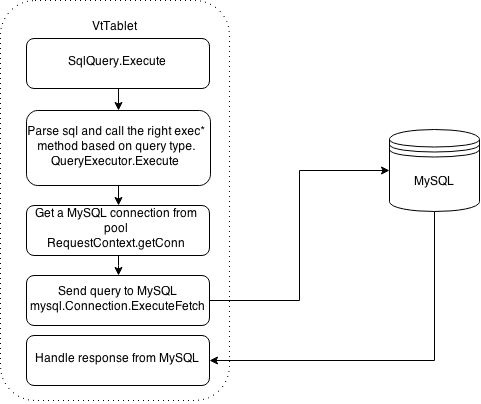 VtTablet
SqlQuery.Execute
Parse sql and call the right exec*
method based on query type.
QueryExecutor.Execute
Get a MySQL connection from
pool
RequestContext.getConn
Send query to MySQL
mysql.Connection.ExecuteFetch
Handle response from MySQL
MySQL